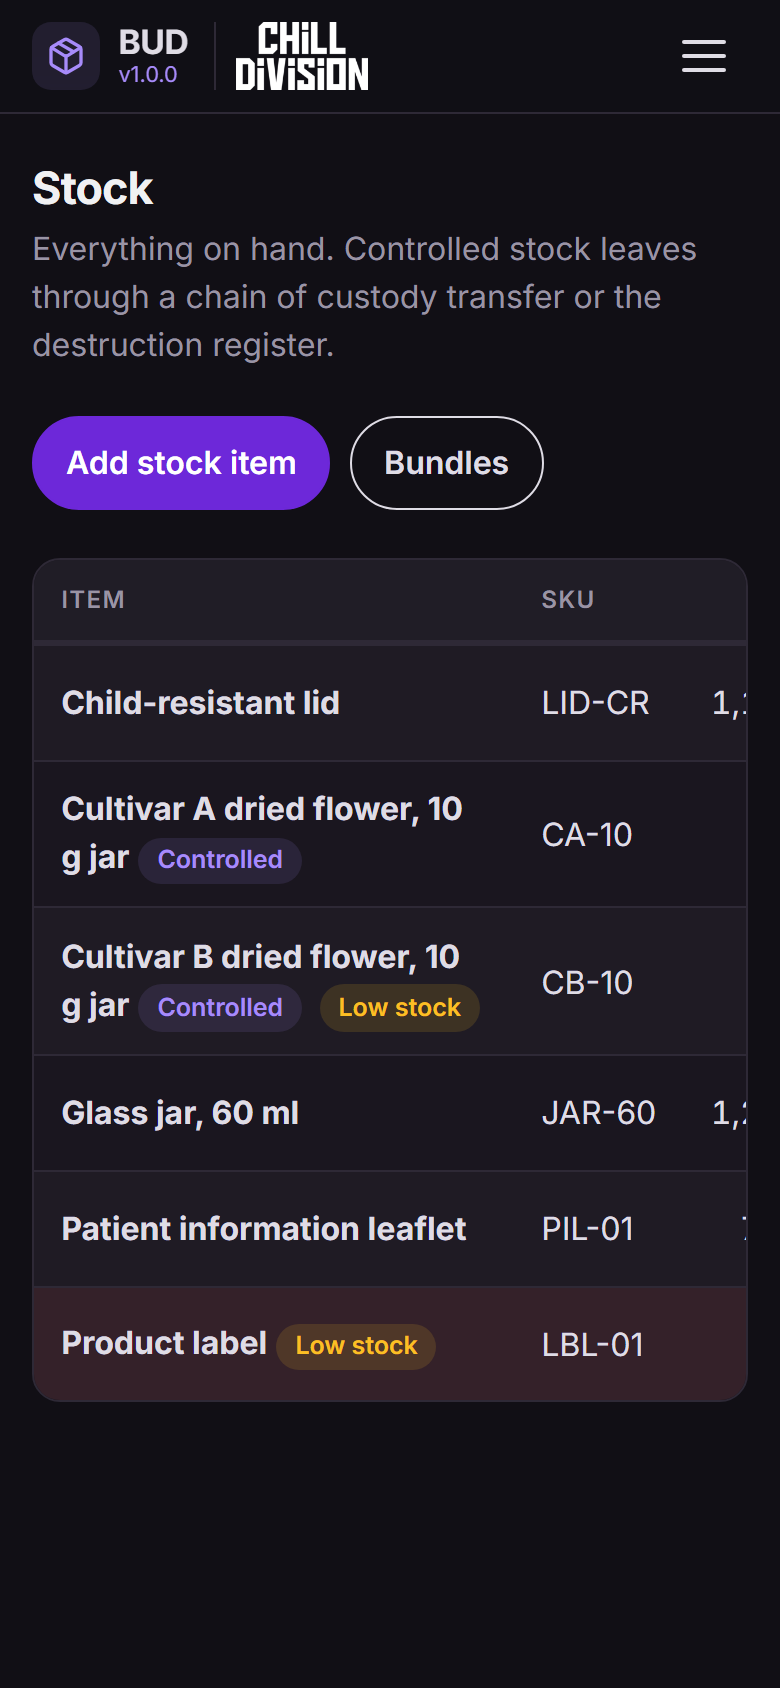 BUD
v1.0.0
CHiLL
DiViSiON
Stock
Everything on hand. Controlled stock leaves
through a chain of custody transfer or the
destruction register.
Add stock item
Bundles
ITEM SKU
Child-resistant lid LID-CR
Cultivar A dried flower, 10
g jar Controlled
CA-10
Cultivar B dried flower, 10
g jar Controlled Low stock
CB-10
Glass jar, 60 ml JAR-60
Patient information leaflet PIL-01
Product label Low stock LBL-01